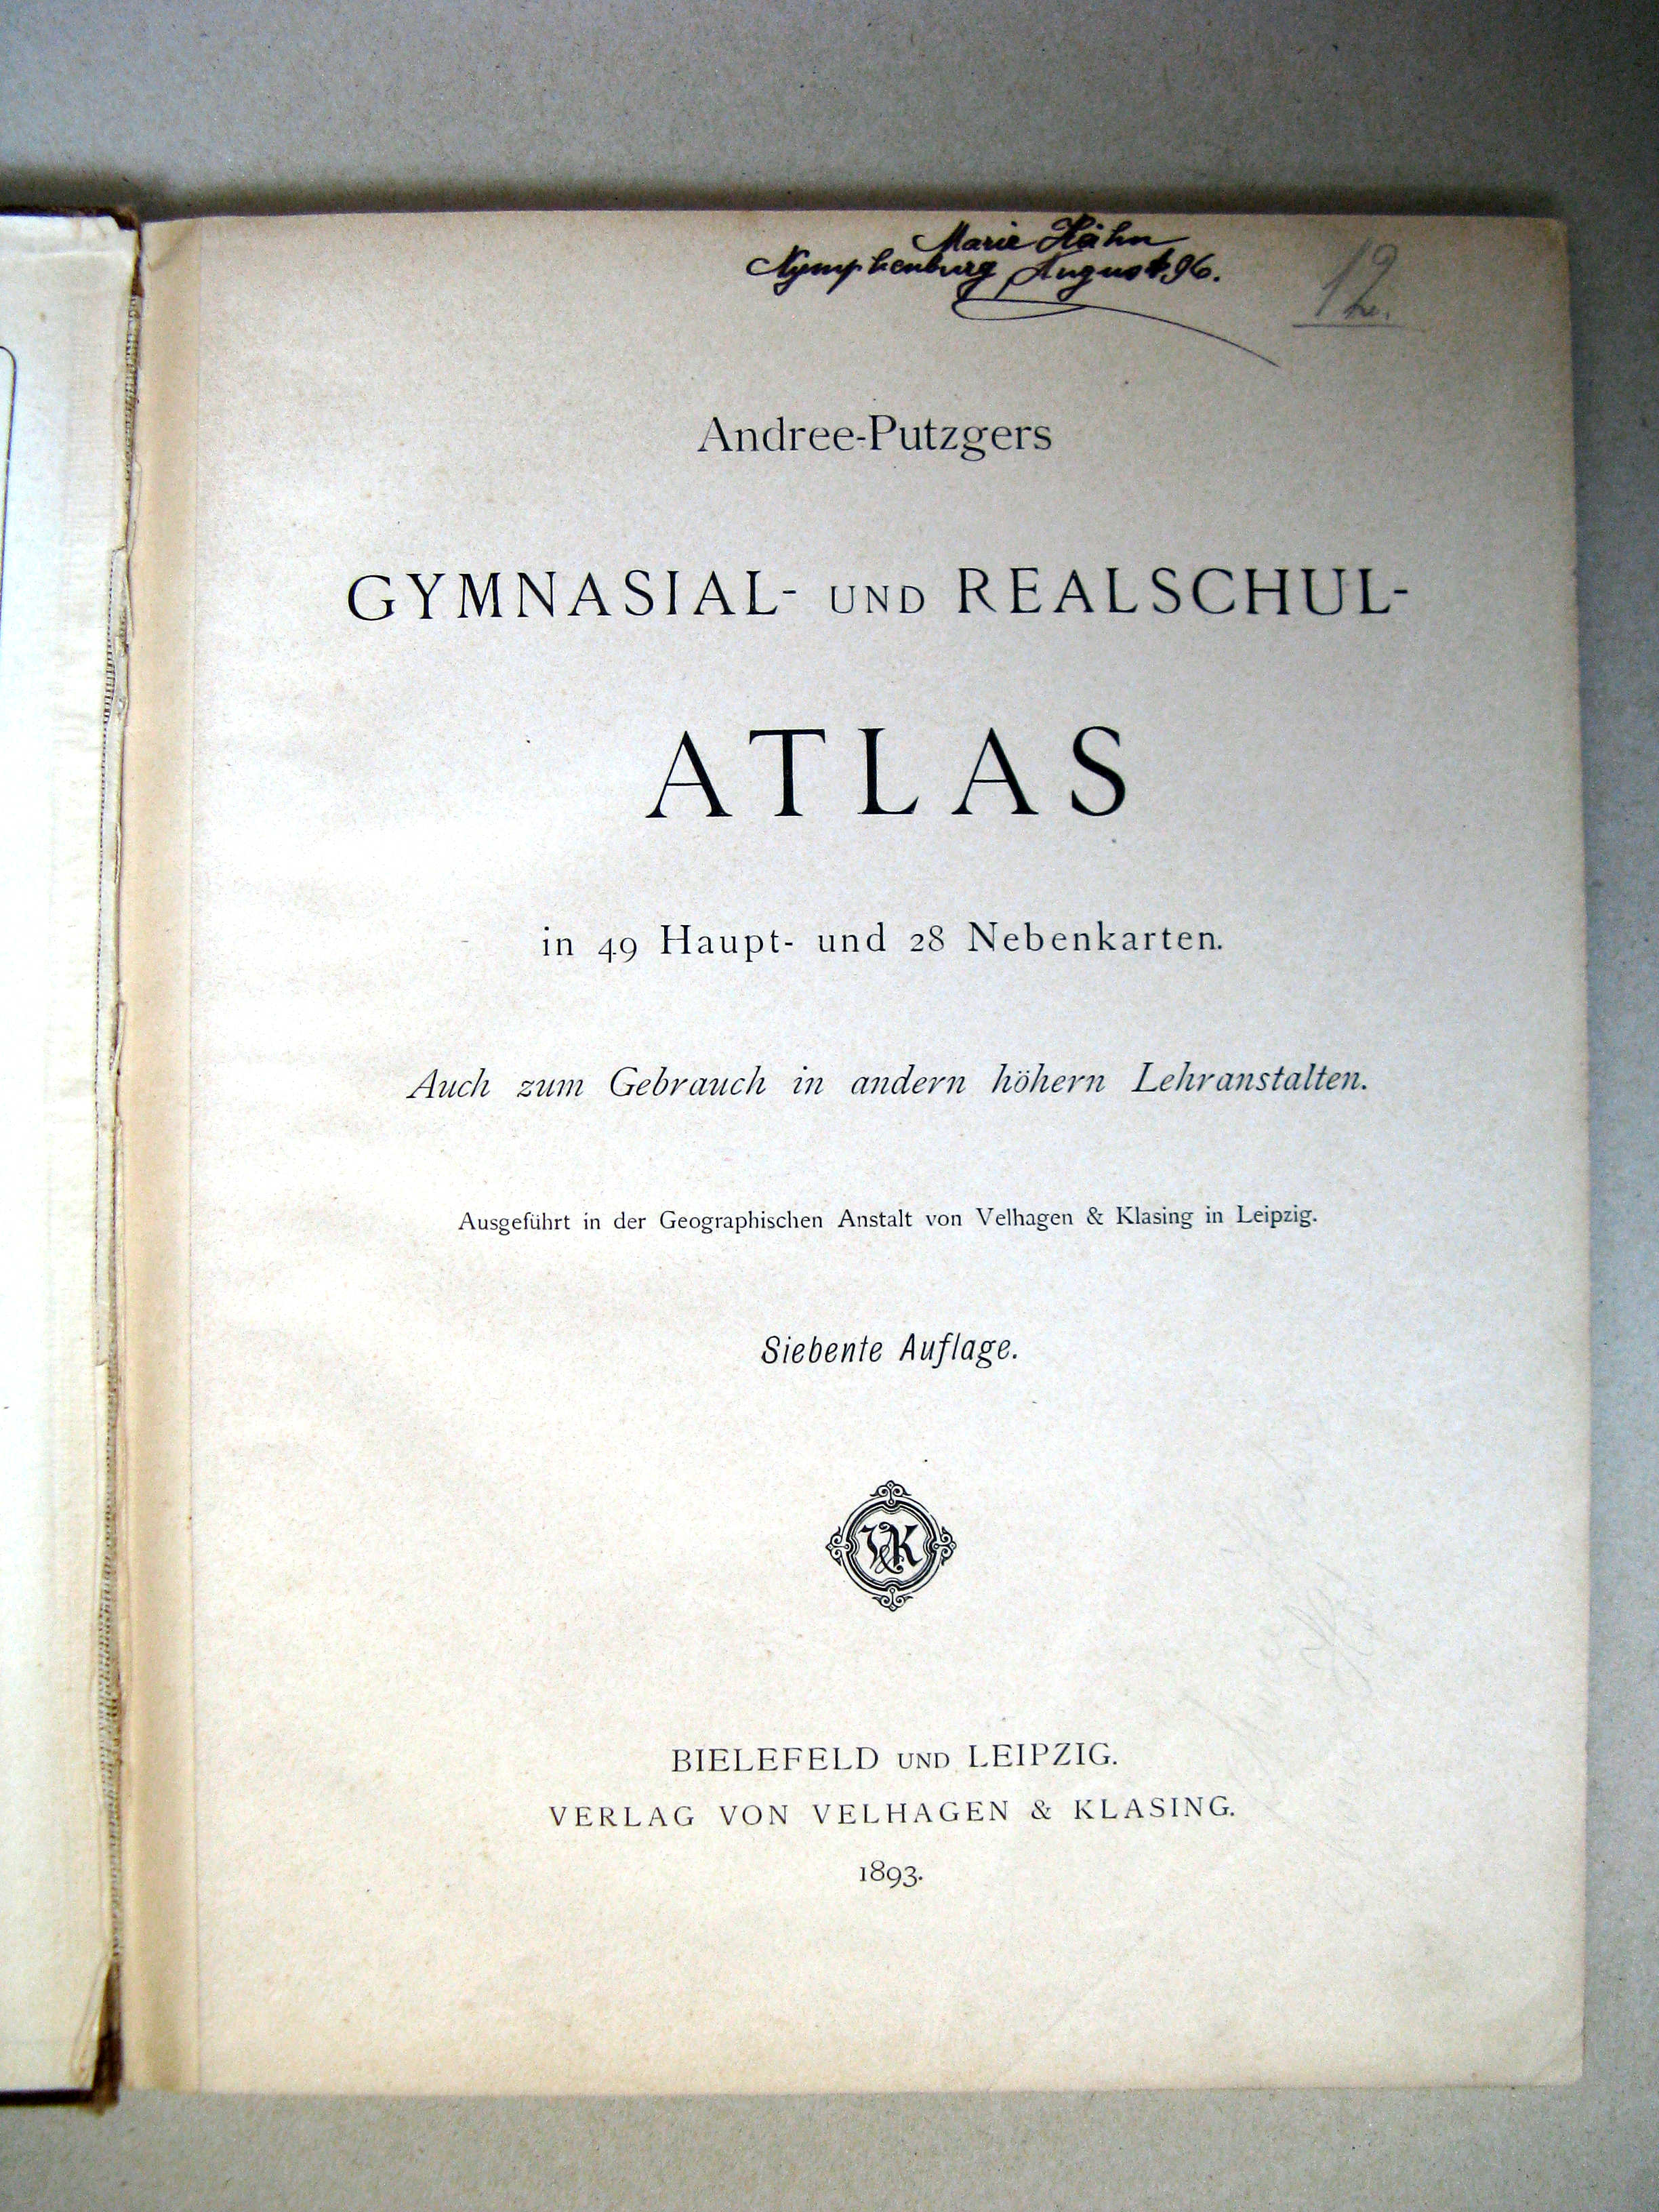 Marie Hähn
Nymphenburg August 96.
12
Andree-Putzgers
GYMNASIAL- UND REALSCHUL-
ATLAS
in 49 Haupt- und 28 Nebenkarten.
Auch zum Gebrauch in andern höhern Lehranstalten.
Ausgeführt in der Geographischen Anstalt von Velhagen & Klasing in Leipzig.
Siebente Auflage.
V&K
BIELEFELD UND LEIPZIG.
VERLAG VON VELHAGEN & KLASING.
1893.